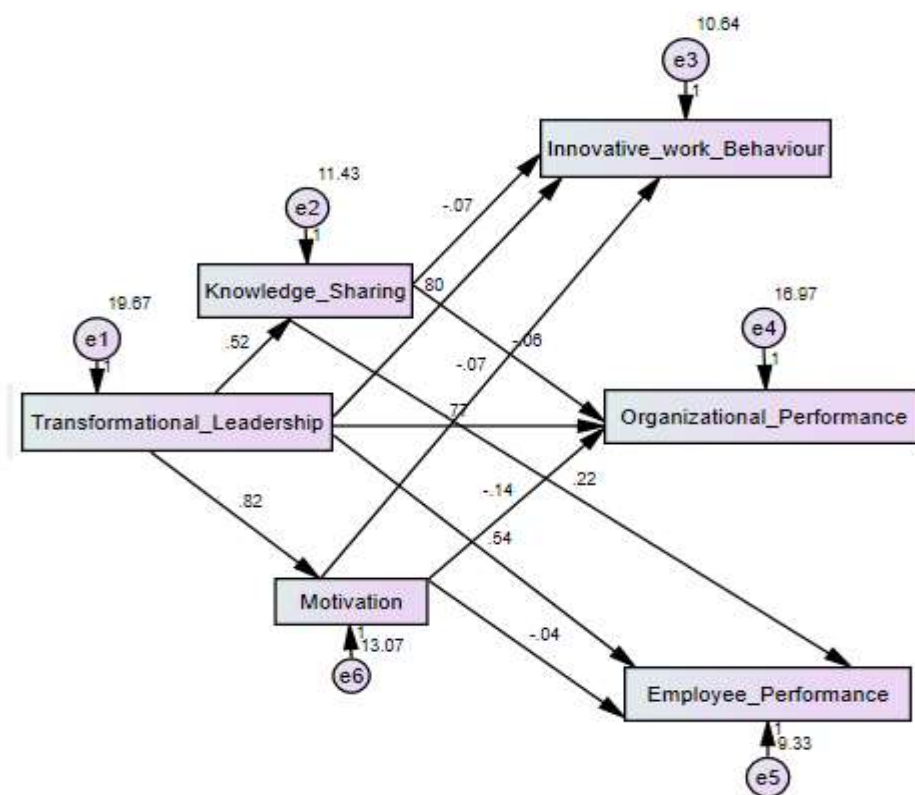 10.64
e3
1
Innovative_work_Behaviour
11.43
e2
1
-.07
Knowledge_Sharing
.80
19.67
e1
1
.52
16.97
e4
1
-.07
-.06
Transformational_Leadership
.77
Organizational_Performance
.82
-.14
.22
.54
Motivation
1
13.07
e6
-.04
Employee_Performance
1
9.33
e5